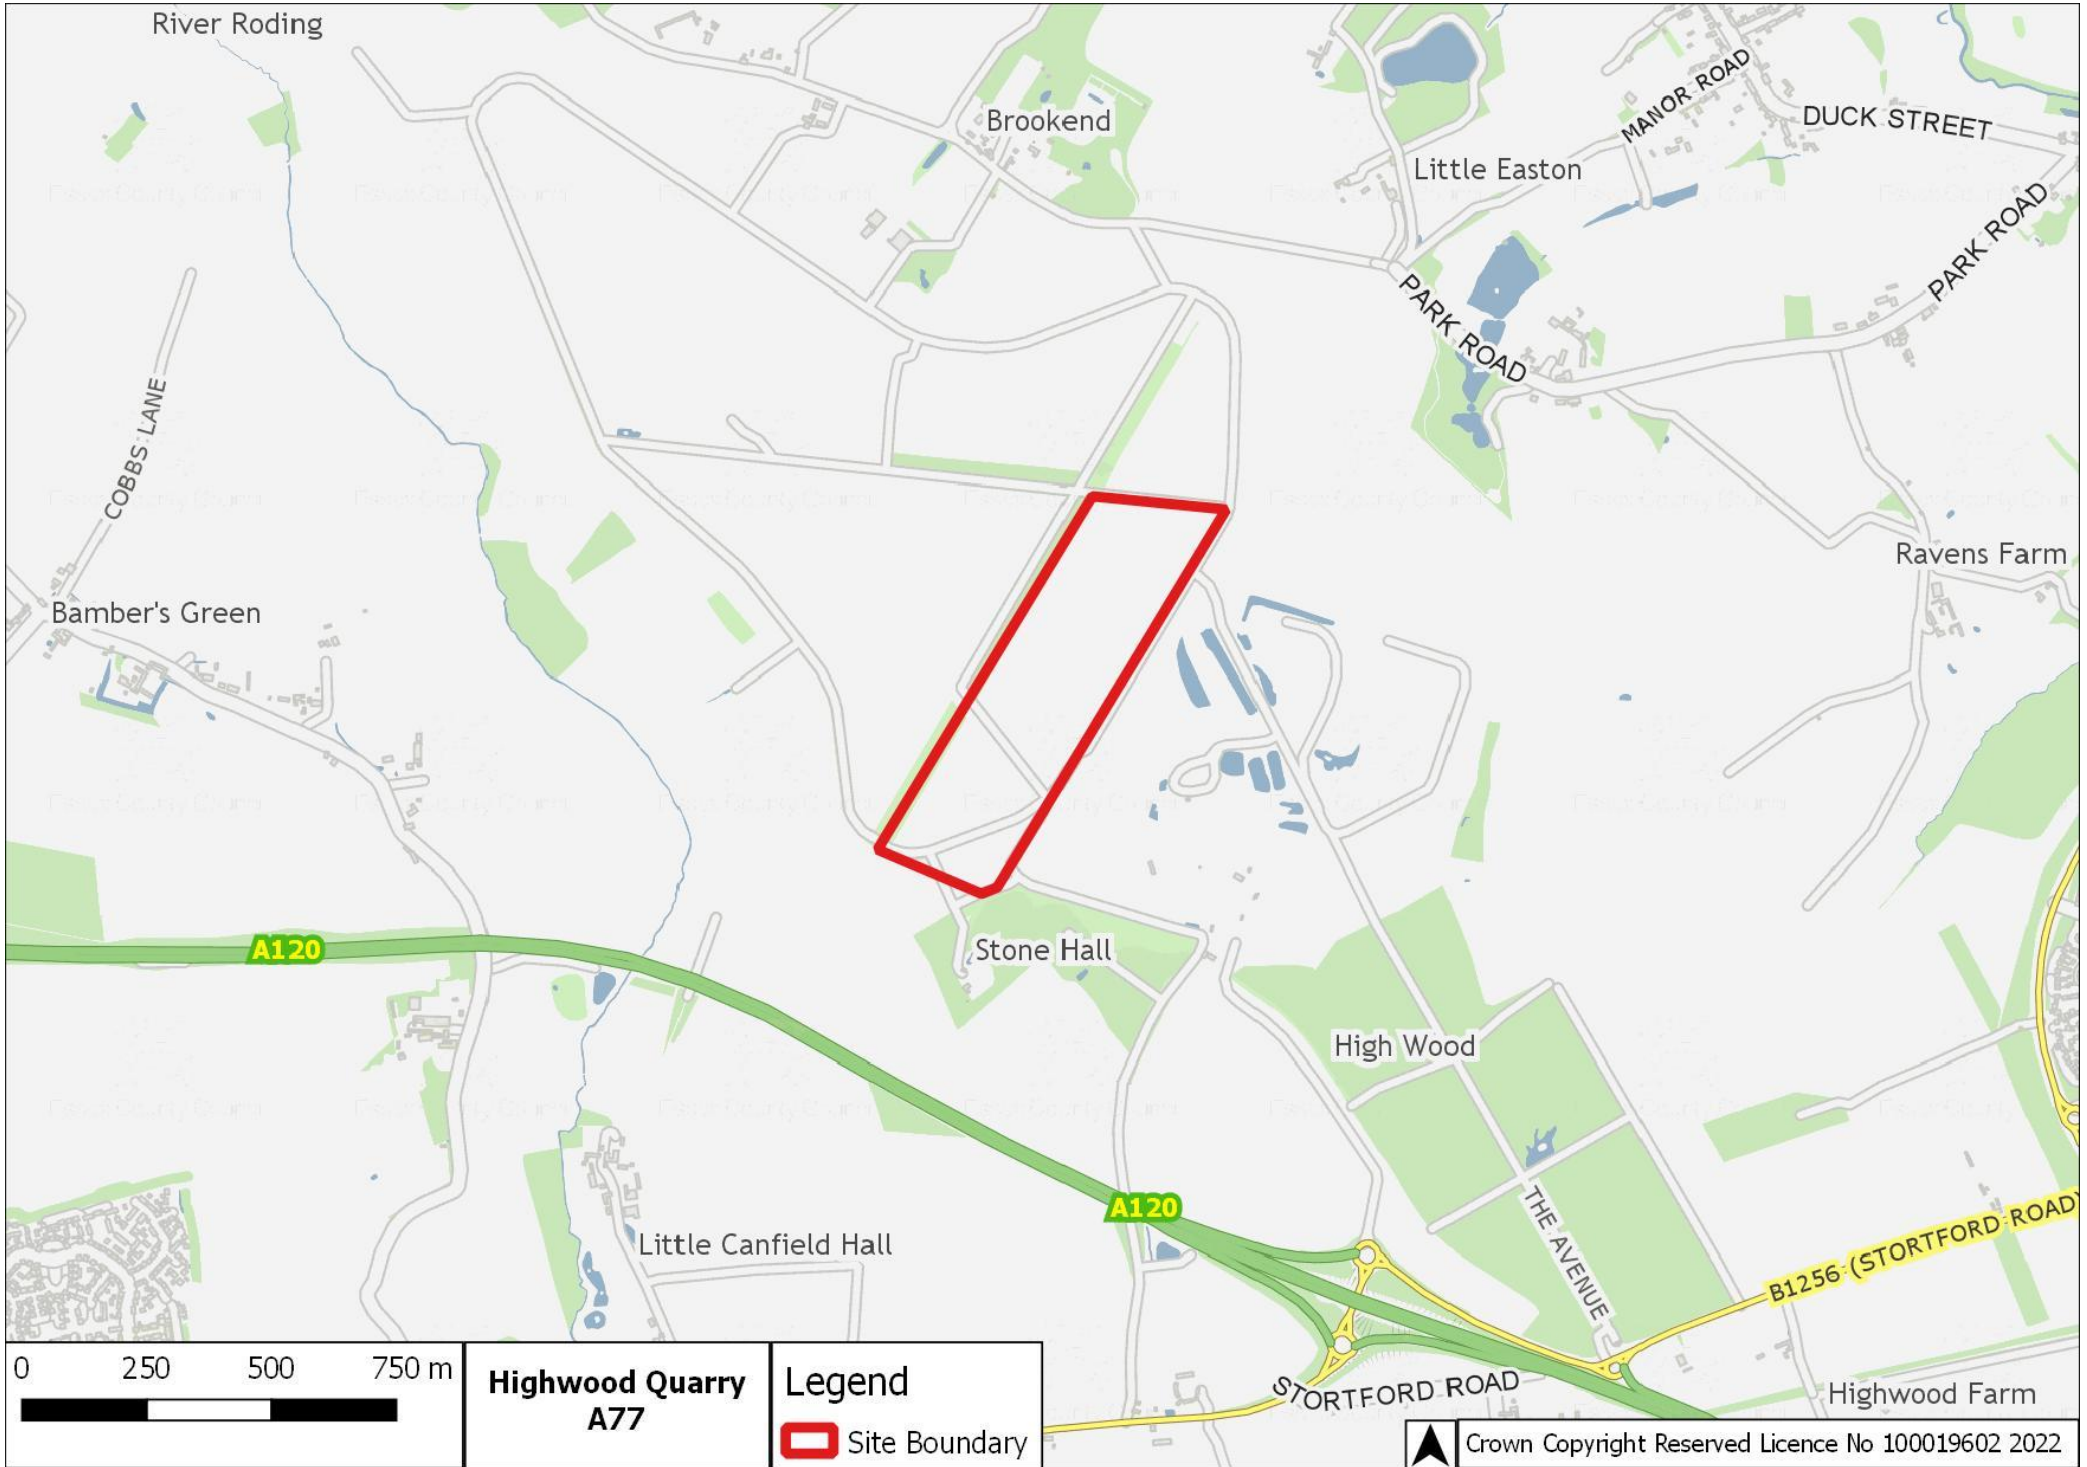 River Roding
Brookend
MANOR ROAD
DUCK STREET
Little Easton
PARK ROAD
PARK ROAD
COBBS LANE
Ravens Farm
Bamber's Green
A120
Stone Hall
High Wood
A120
THE AVENUE
Little Canfield Hall
B1256 (STORTFORD ROAD)
STORTFORD ROAD
Highwood Farm
0 250 500 750 m
Highwood Quarry
A77
Legend
Site Boundary
Crown Copyright Reserved Licence No 100019602 2022